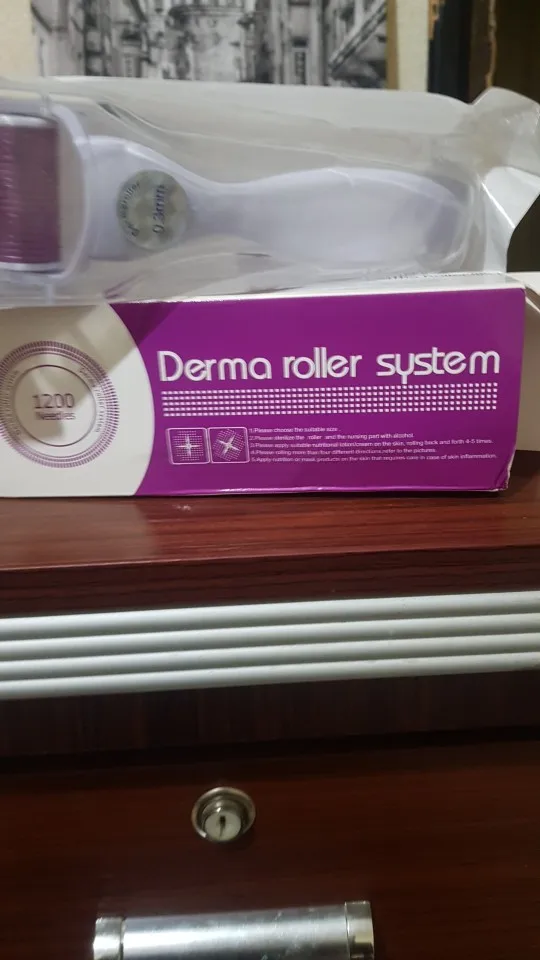 0.3mm
Derma roller system
1200
Needles
1.Please choose the suitable size .
2.Please sterilize the roller and the nursing part with alcohol.
3.Please apply suitable nutritional lotion/cream on the skin, rolling back and forth 4-5 times.
4.Please rolling more than four different directions,refer to the pictures.
5.Apply nutrition or mask products on the skin that requires care in case of skin inflammation.